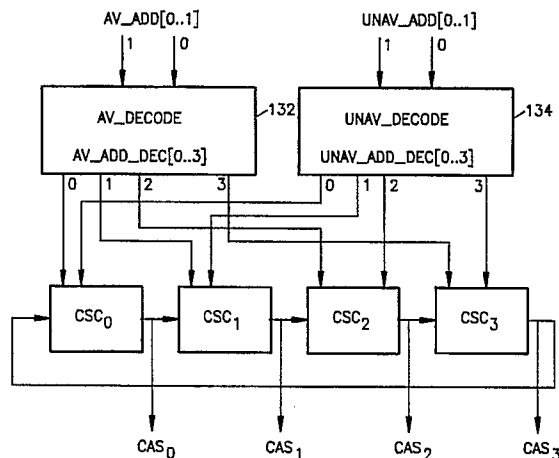 AV_ADD[0..1] UNAV_ADD[0..1]
1 0 1 0
AV_DECODE 132 UNAV_DECODE 134
AV_ADD_DEC[0..3] UNAV_ADD_DEC[0..3]
0 1 2 3 0 1 2 3
CSC0 CSC1 CSC2 CSC3
CAS0 CAS1 CAS2 CAS3